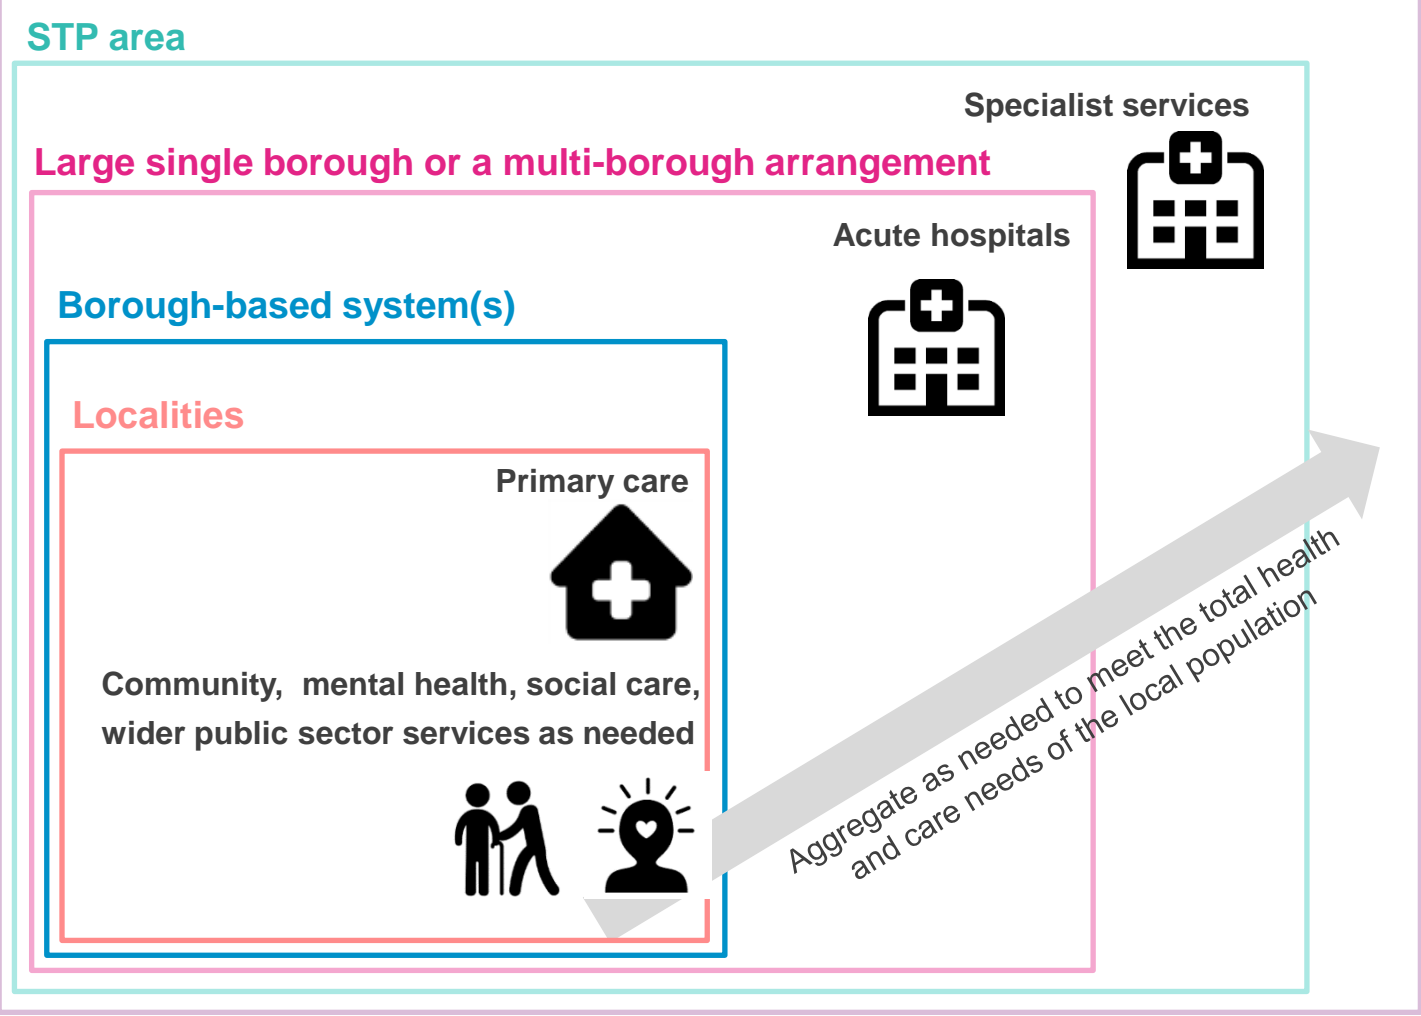 STP area
Specialist services
Large single borough or a multi-borough arrangement
Acute hospitals
Borough-based system(s)
Localities
Primary care
Community,  mental health, social care,
wider public sector services as needed
Aggregate as needed to meet the total health
and care needs of the local population